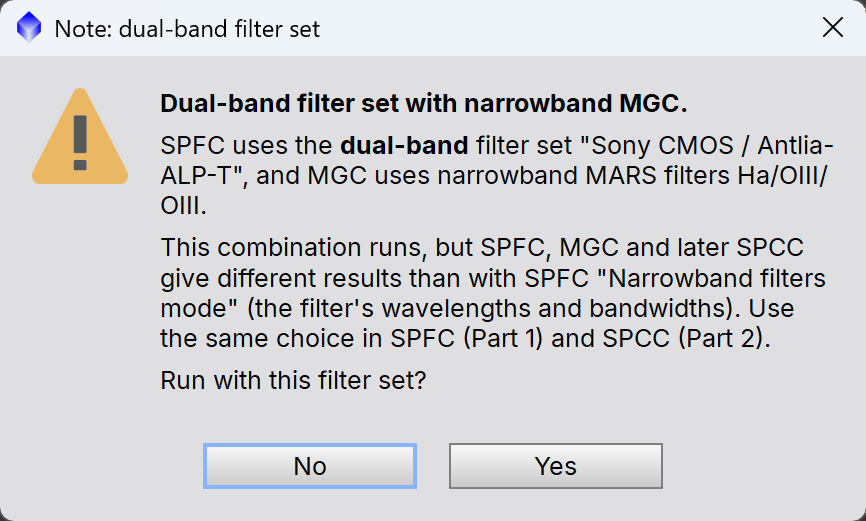 Note: dual-band filter set
Dual-band filter set with narrowband MGC.
SPFC uses the dual-band filter set "Sony CMOS / Antlia-
ALP-T", and MGC uses narrowband MARS filters Ha/OIII/
OIII.
This combination runs, but SPFC, MGC and later SPCC
give different results than with SPFC "Narrowband filters
mode" (the filter's wavelengths and bandwidths). Use
the same choice in SPFC (Part 1) and SPCC (Part 2).
Run with this filter set?
No
Yes